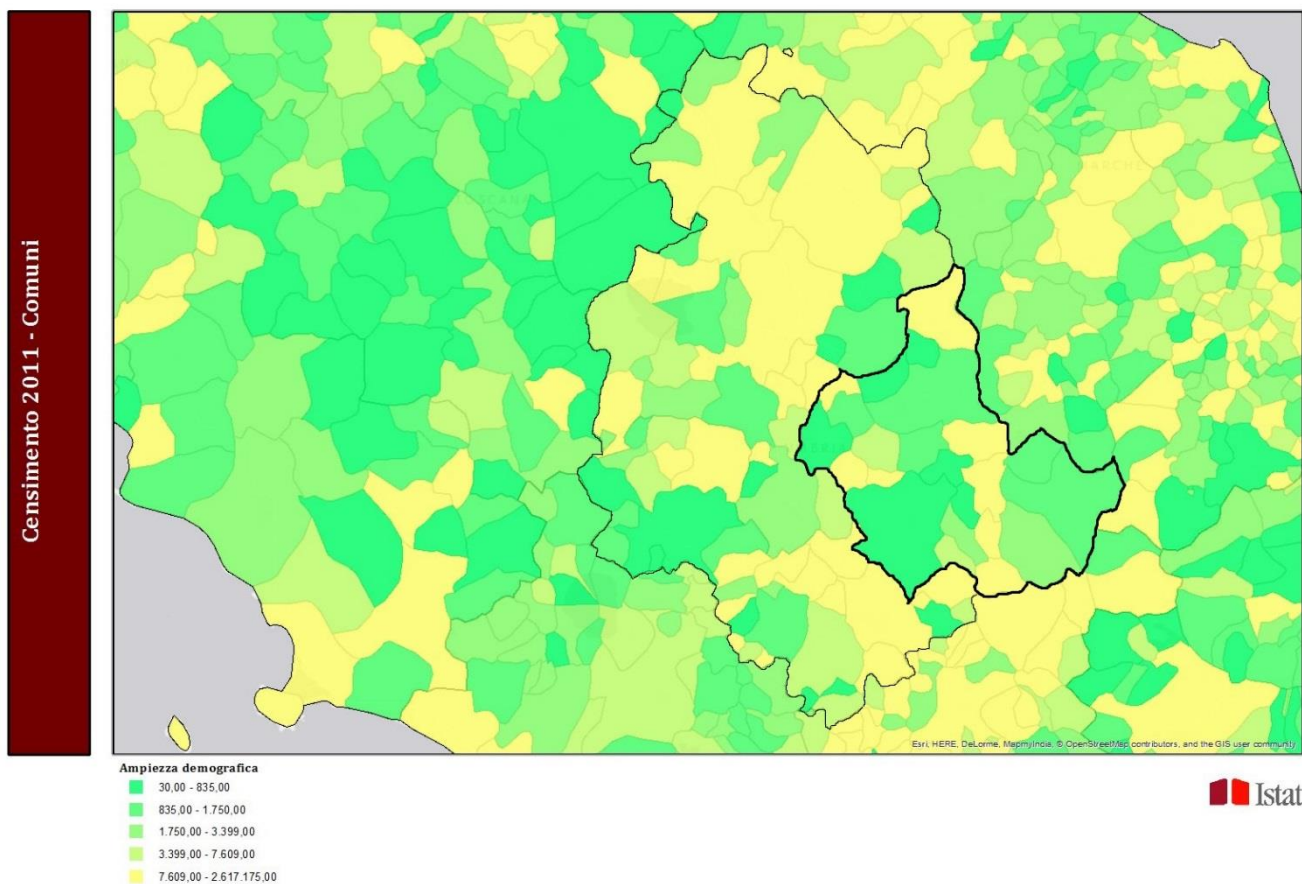 Censimento 2011 - Comuni
MARCHE
Esri, HERE, DeLorme, MapmyIndia, © OpenStreetMap contributors, and the GIS user community
Ampiezza demografica
30,00 - 835,00
835,00 - 1.750,00
1.750,00 - 3.399,00
3.399,00 - 7.609,00
7.609,00 - 2.617.175,00
Istat